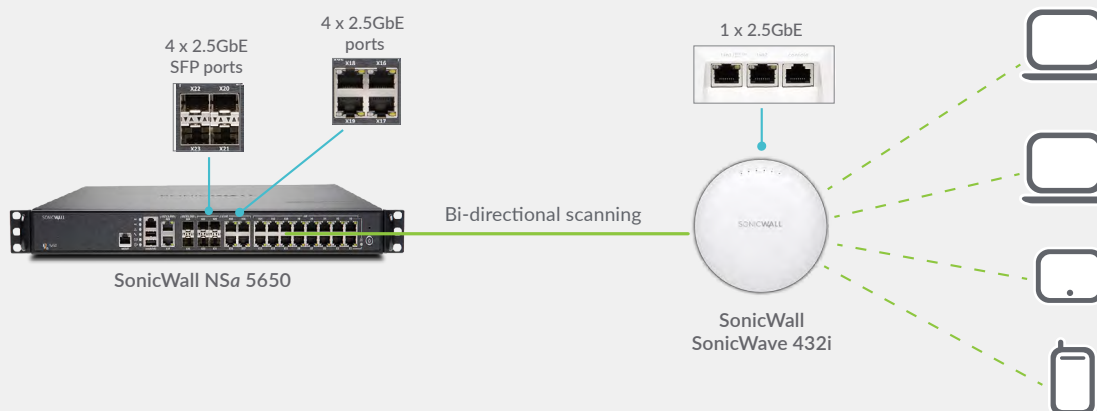 4 x 2.5GbE
SFP ports
4 x 2.5GbE
ports
1 x 2.5GbE
X22 X20
X23 X21
X18 X16
X19 X17
SONICWALL
Bi-directional scanning
SONICWALL
SonicWall NSa 5650
SonicWall
SonicWave 432i